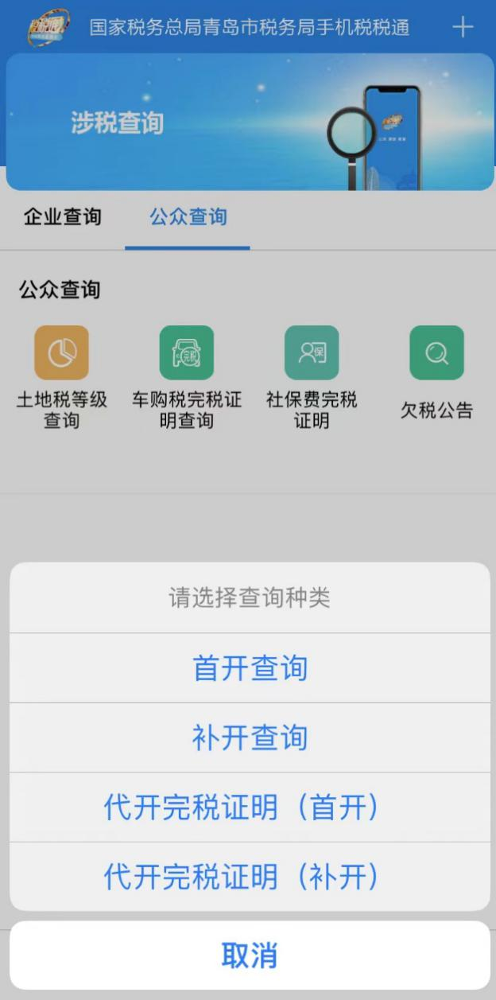 国家税务总局青岛市税务局手机税税通
涉税查询
企业查询 公众查询
公众查询
土地税等级
查询
车购税完税证
明查询
社保费完税
证明
欠税公告
请选择查询种类
首开查询
补开查询
代开完税证明（首开）
代开完税证明（补开）
取消